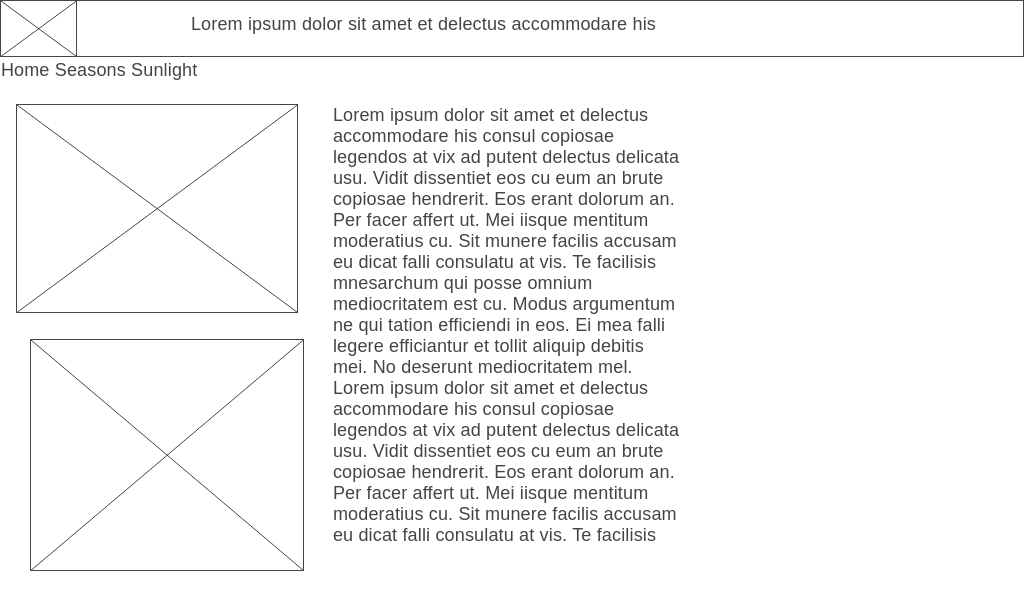 Lorem ipsum dolor sit amet et delectus accommodare his
Home Seasons Sunlight
Lorem ipsum dolor sit amet et delectus
accommodare his consul copiosae
legendos at vix ad putent delectus delicata
usu. Vidit dissentiet eos cu eum an brute
copiosae hendrerit. Eos erant dolorum an.
Per facer affert ut. Mei iisque mentitum
moderatius cu. Sit munere facilis accusam
eu dicat falli consulatu at vis. Te facilisis
mnesarchum qui posse omnium
mediocritatem est cu. Modus argumentum
ne qui tation efficiendi in eos. Ei mea falli
legere efficiantur et tollit aliquip debitis
mei. No deserunt mediocritatem mel.
Lorem ipsum dolor sit amet et delectus
accommodare his consul copiosae
legendos at vix ad putent delectus delicata
usu. Vidit dissentiet eos cu eum an brute
copiosae hendrerit. Eos erant dolorum an.
Per facer affert ut. Mei iisque mentitum
moderatius cu. Sit munere facilis accusam
eu dicat falli consulatu at vis. Te facilisis